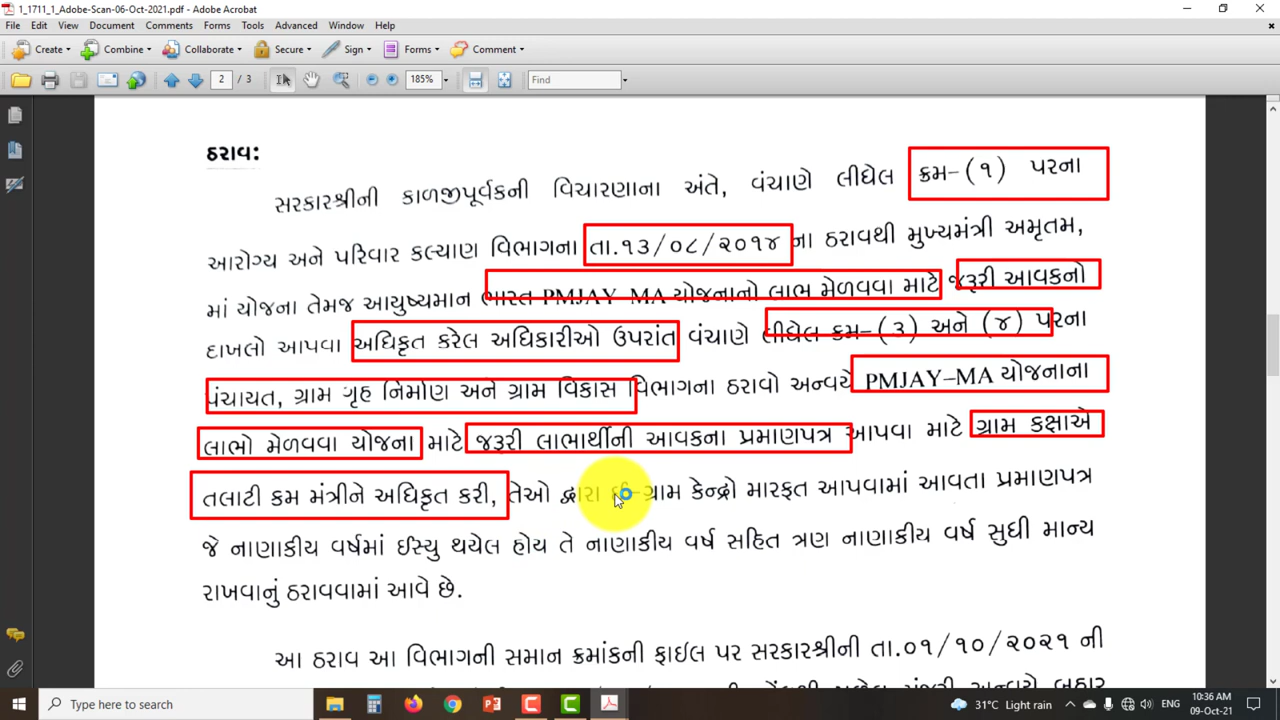 1_1711_1_Adobe-Scan-06-Oct-2021.pdf - Adobe Acrobat
File Edit View Document Comments Forms Tools Advanced Window Help
Create Combine Collaborate Secure Sign Forms Comment
2 / 3 185% Find
ઠરાવ:
સરકારશ્રીની કાળજીપૂર્વકની વિચારણાના અંતે, વંચાણે લીધેલ ક્રમ-(૧) પરના
આરોગ્ય અને પરિવાર કલ્યાણ વિભાગના તા.૧૩/૦૮/૨૦૧૪ ના ઠરાવથી મુખ્યમંત્રી અમૃતમ,
માં યોજના તેમજ આયુષ્યમાન ભારત PMJAY-MA યોજનાનો લાભ મેળવવા માટે જરૂરી આવકનો
દાખલો આપવા અધિકૃત કરેલ અધિકારીઓ ઉપરાંત વંચાણે લીધેલ ક્રમ-(૩) અને (૪) પરના
પંચાયત, ગ્રામ ગૃહ નિર્માણ અને ગ્રામ વિકાસ વિભાગના ઠરાવો અન્વયે PMJAY-MA યોજનાના
લાભો મેળવવા યોજના માટે જરૂરી લાભાર્થીની આવકના પ્રમાણપત્ર આપવા માટે ગ્રામ કક્ષાએ
તલાટી કમ મંત્રીને અધિકૃત કરી, તેઓ દ્વારા ઈ-ગ્રામ કેન્દ્રો મારફત આપવામાં આવતા પ્રમાણપત્ર
જે નાણાકીય વર્ષમાં ઈસ્યુ થયેલ હોય તે નાણાકીય વર્ષ સહિત ત્રણ નાણાકીય વર્ષ સુધી માન્ય
રાખવાનું ઠરાવવામાં આવે છે.
આ ઠરાવ આ વિભાગની સમાન ક્રમાંકની ફાઈલ પર સરકારશ્રીની તા.૦૧/૧૦/૨૦૨૧ ની
Type here to search 31°C Light rain ENG 10:36 AM
09-Oct-21